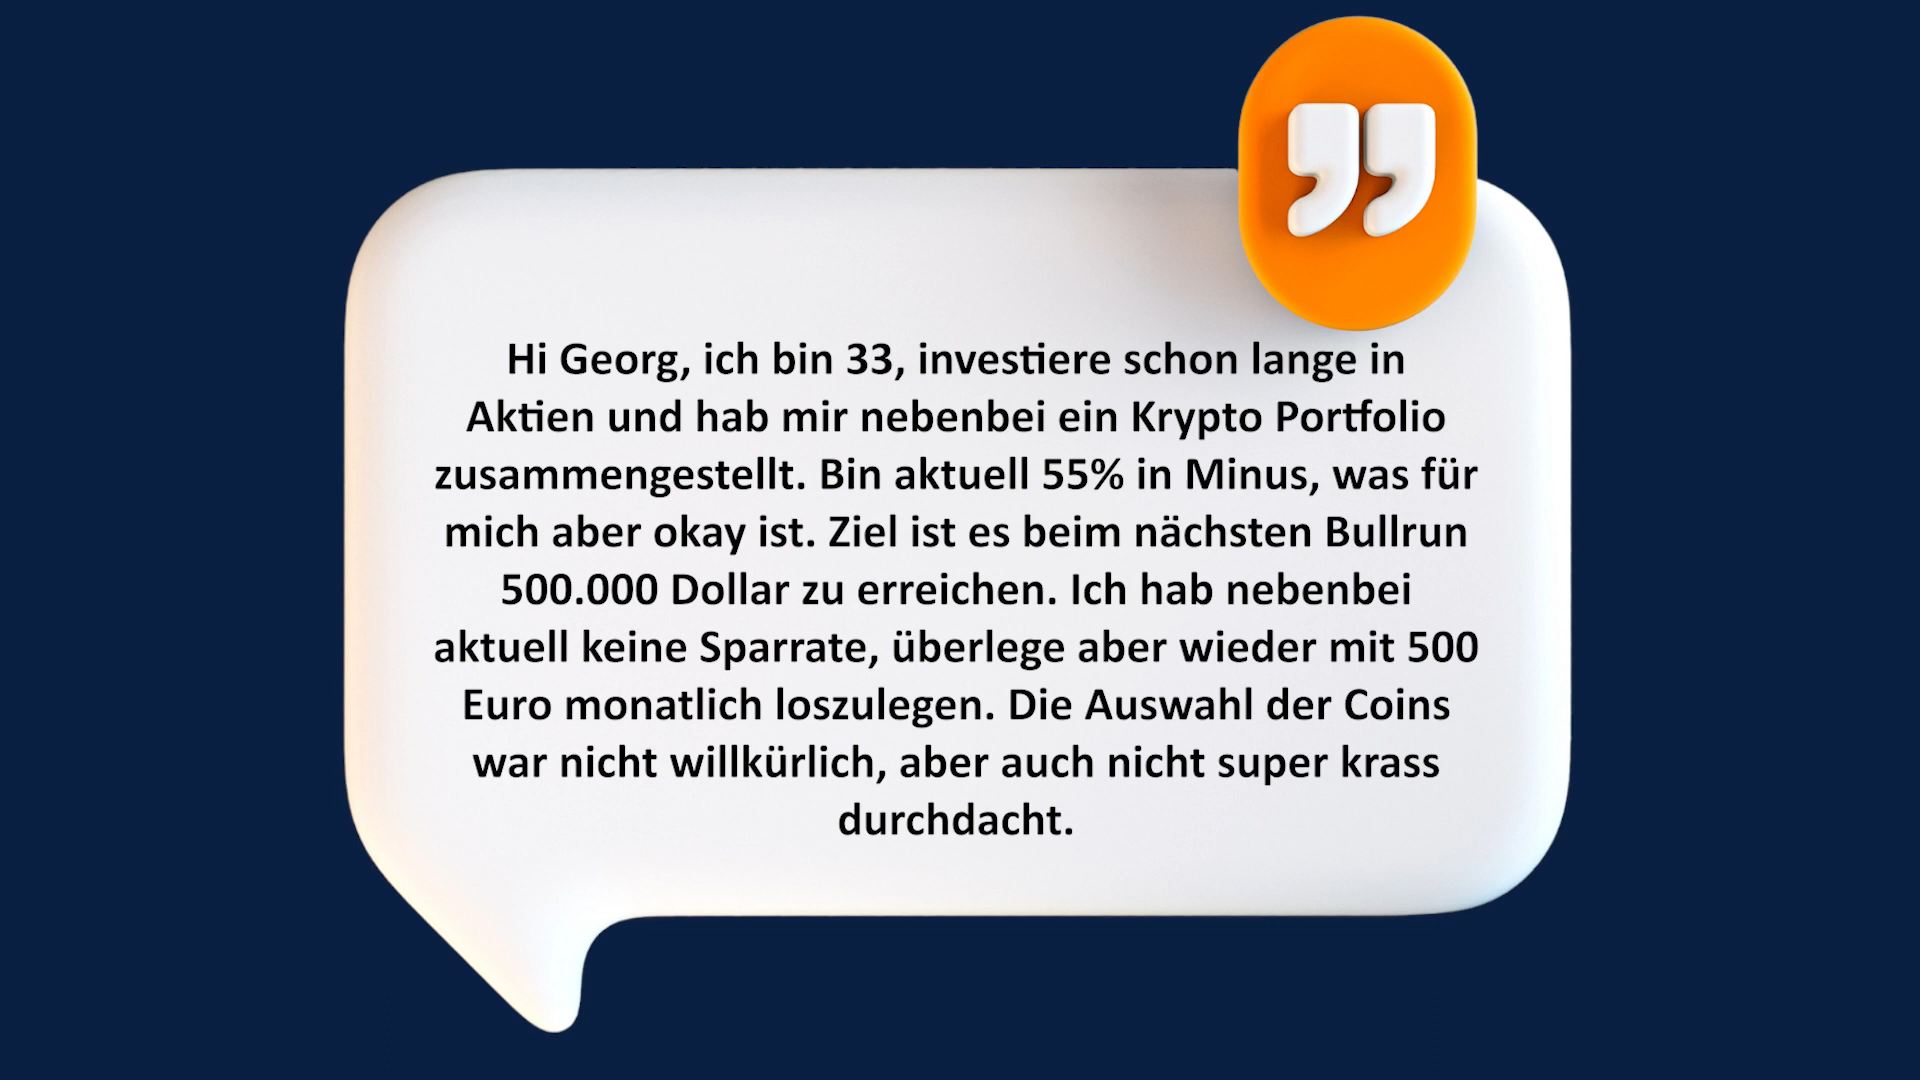 Hi Georg, ich bin 33, investiere schon lange in
Aktien und hab mir nebenbei ein Krypto Portfolio
zusammengestellt. Bin aktuell 55% in Minus, was für
mich aber okay ist. Ziel ist es beim nächsten Bullrun
500.000 Dollar zu erreichen. Ich hab nebenbei
aktuell keine Sparrate, überlege aber wieder mit 500
Euro monatlich loszulegen. Die Auswahl der Coins
war nicht willkürlich, aber auch nicht super krass
durchdacht.